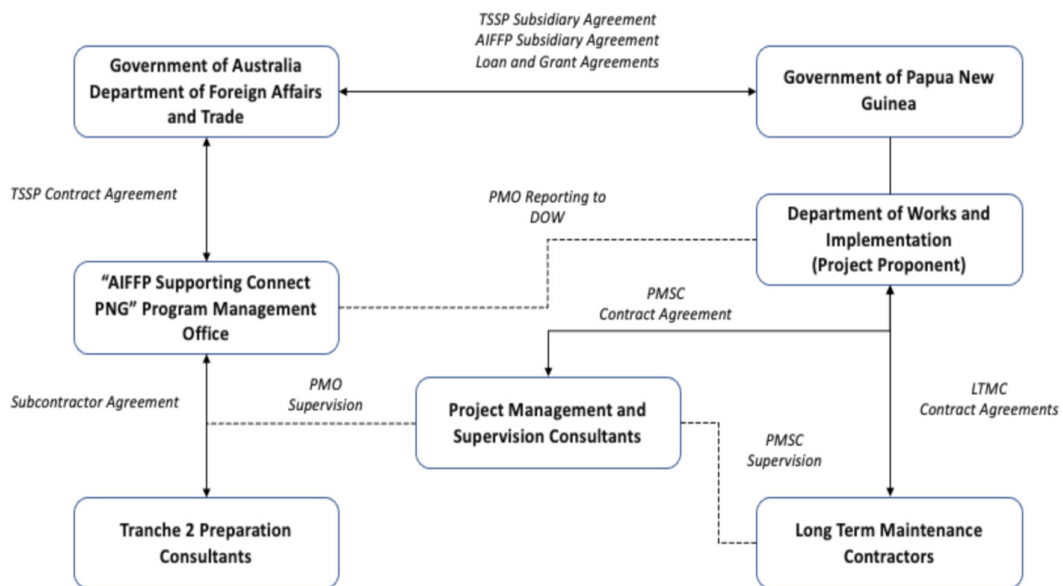 TSSP Subsidiary Agreement
AIFFP Subsidiary Agreement
Loan and Grant Agreements
Government of Australia
Department of Foreign Affairs
and Trade
Government of Papua New
Guinea
TSSP Contract Agreement
PMO Reporting to
DOW
Department of Works and
Implementation
(Project Proponent)
“AIFFP Supporting Connect
PNG” Program Management
Office
PMSC
Contract Agreement
Subcontractor Agreement
PMO
Supervision
Project Management and
Supervision Consultants
LTMC
Contract Agreements
PMSC
Supervision
Tranche 2 Preparation
Consultants
Long Term Maintenance
Contractors